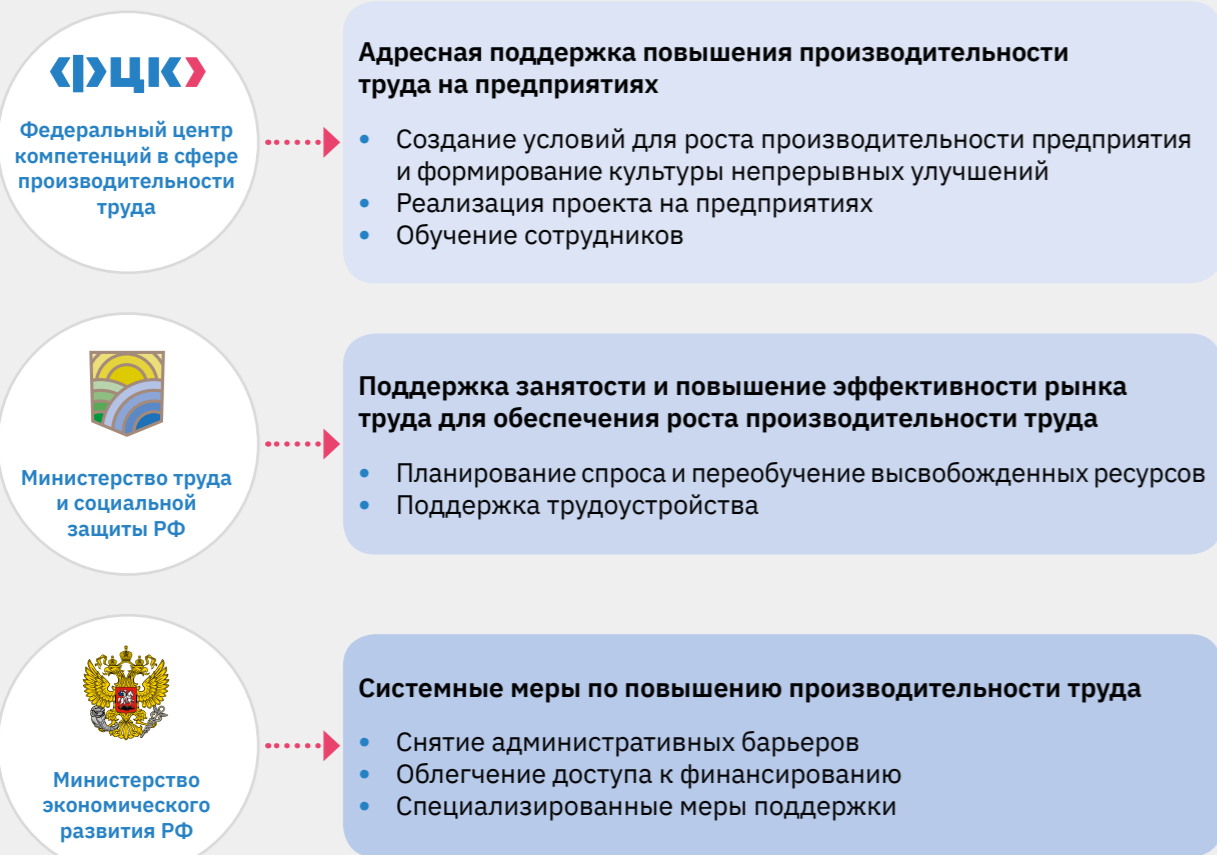 ФЦК
Федеральный центр
компетенций в сфере
производительности
труда
Адресная поддержка повышения производительности
труда на предприятиях
• Создание условий для роста производительности предприятия
и формирование культуры непрерывных улучшений
• Реализация проекта на предприятиях
• Обучение сотрудников
Министерство труда
и социальной
защиты РФ
Поддержка занятости и повышение эффективности рынка
труда для обеспечения роста производительности труда
• Планирование спроса и переобучение высвобожденных ресурсов
• Поддержка трудоустройства
Министерство
экономического
развития РФ
Системные меры по повышению производительности труда
• Снятие административных барьеров
• Облегчение доступа к финансированию
• Специализированные меры поддержки